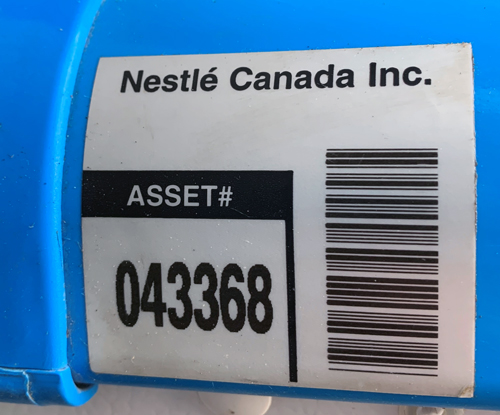 Nestlé Canada Inc.
ASSET#
043368